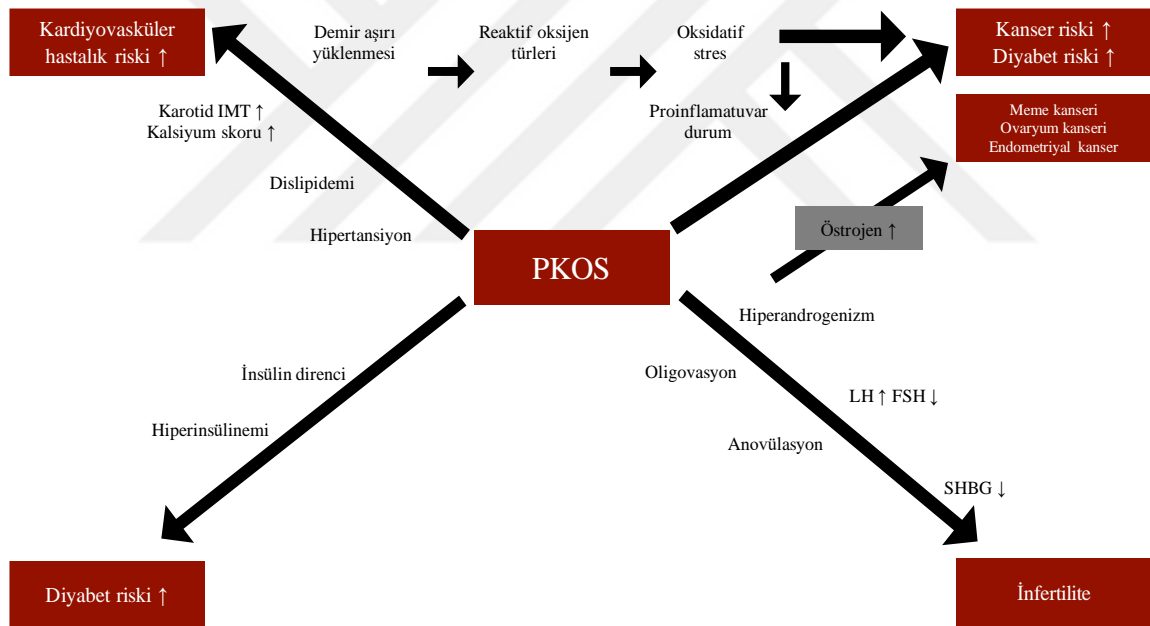 Kardiyovasküler
hastalık riski ↑
Demir aşırı
yüklenmesi
Reaktif oksijen
türleri
Oksidatif
stres
Kanser riski ↑
Diyabet riski ↑
Karotid IMT ↑
Kalsiyum skoru ↑
Proinflamatuvar
durum
Meme kanseri
Ovaryum kanseri
Endometriyal kanser
Dislipidemi
Hipertansiyon
Östrojen ↑
PKOS
Hiperandrogenizm
İnsülin direnci
Oligovasyon
LH ↑ FSH ↓
Hiperinsülinemi
Anovülasyon
SHBG ↓
Diyabet riski ↑
İnfertilite